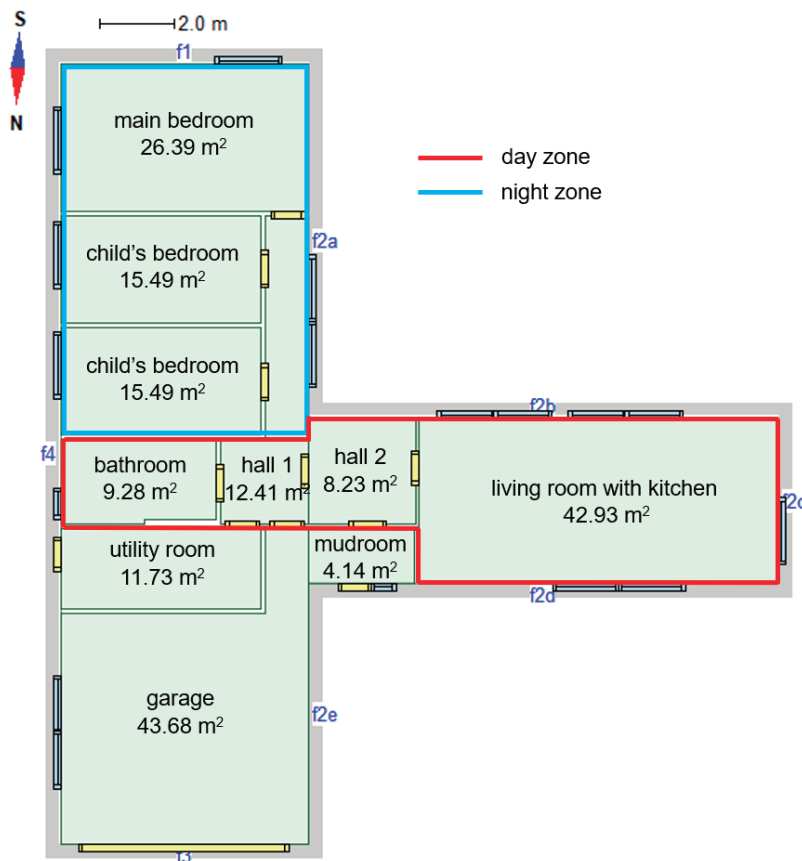 S
2.0 m
N
f1
main bedroom
26.39 m²
day zone
night zone
f2a
child's bedroom
15.49 m²
child's bedroom
15.49 m²
f2b
f4
bathroom
9.28 m²
hall 1
12.41 m²
hall 2
8.23 m²
living room with kitchen
42.93 m²
f2c
utility room
11.73 m²
mudroom
4.14 m²
f2d
garage
43.68 m²
f2e
f3